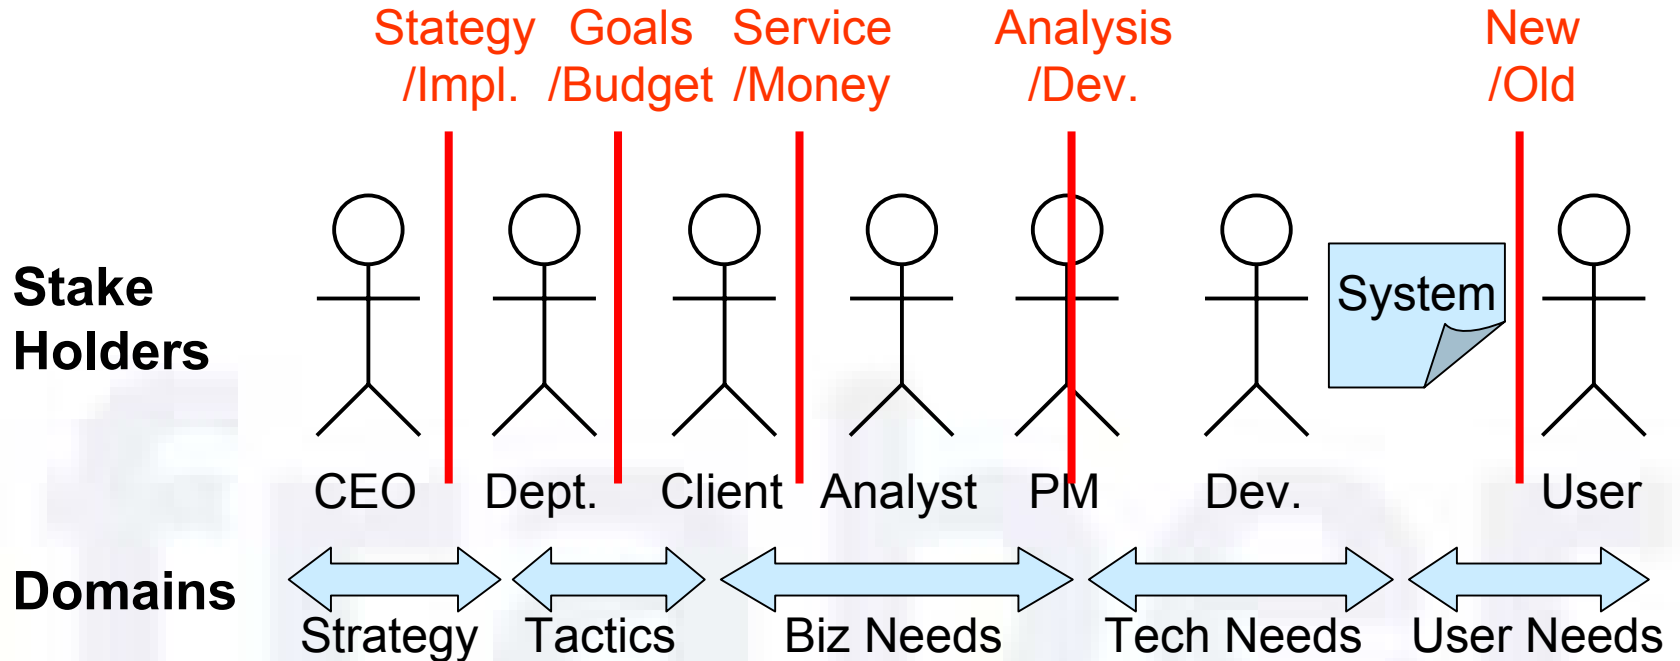 Stategy Goals Service Analysis New
/Impl. /Budget /Money /Dev. /Old
Stake
Holders
System
CEO Dept. Client Analyst PM Dev. User
Domains
Strategy Tactics Biz Needs Tech Needs User Needs